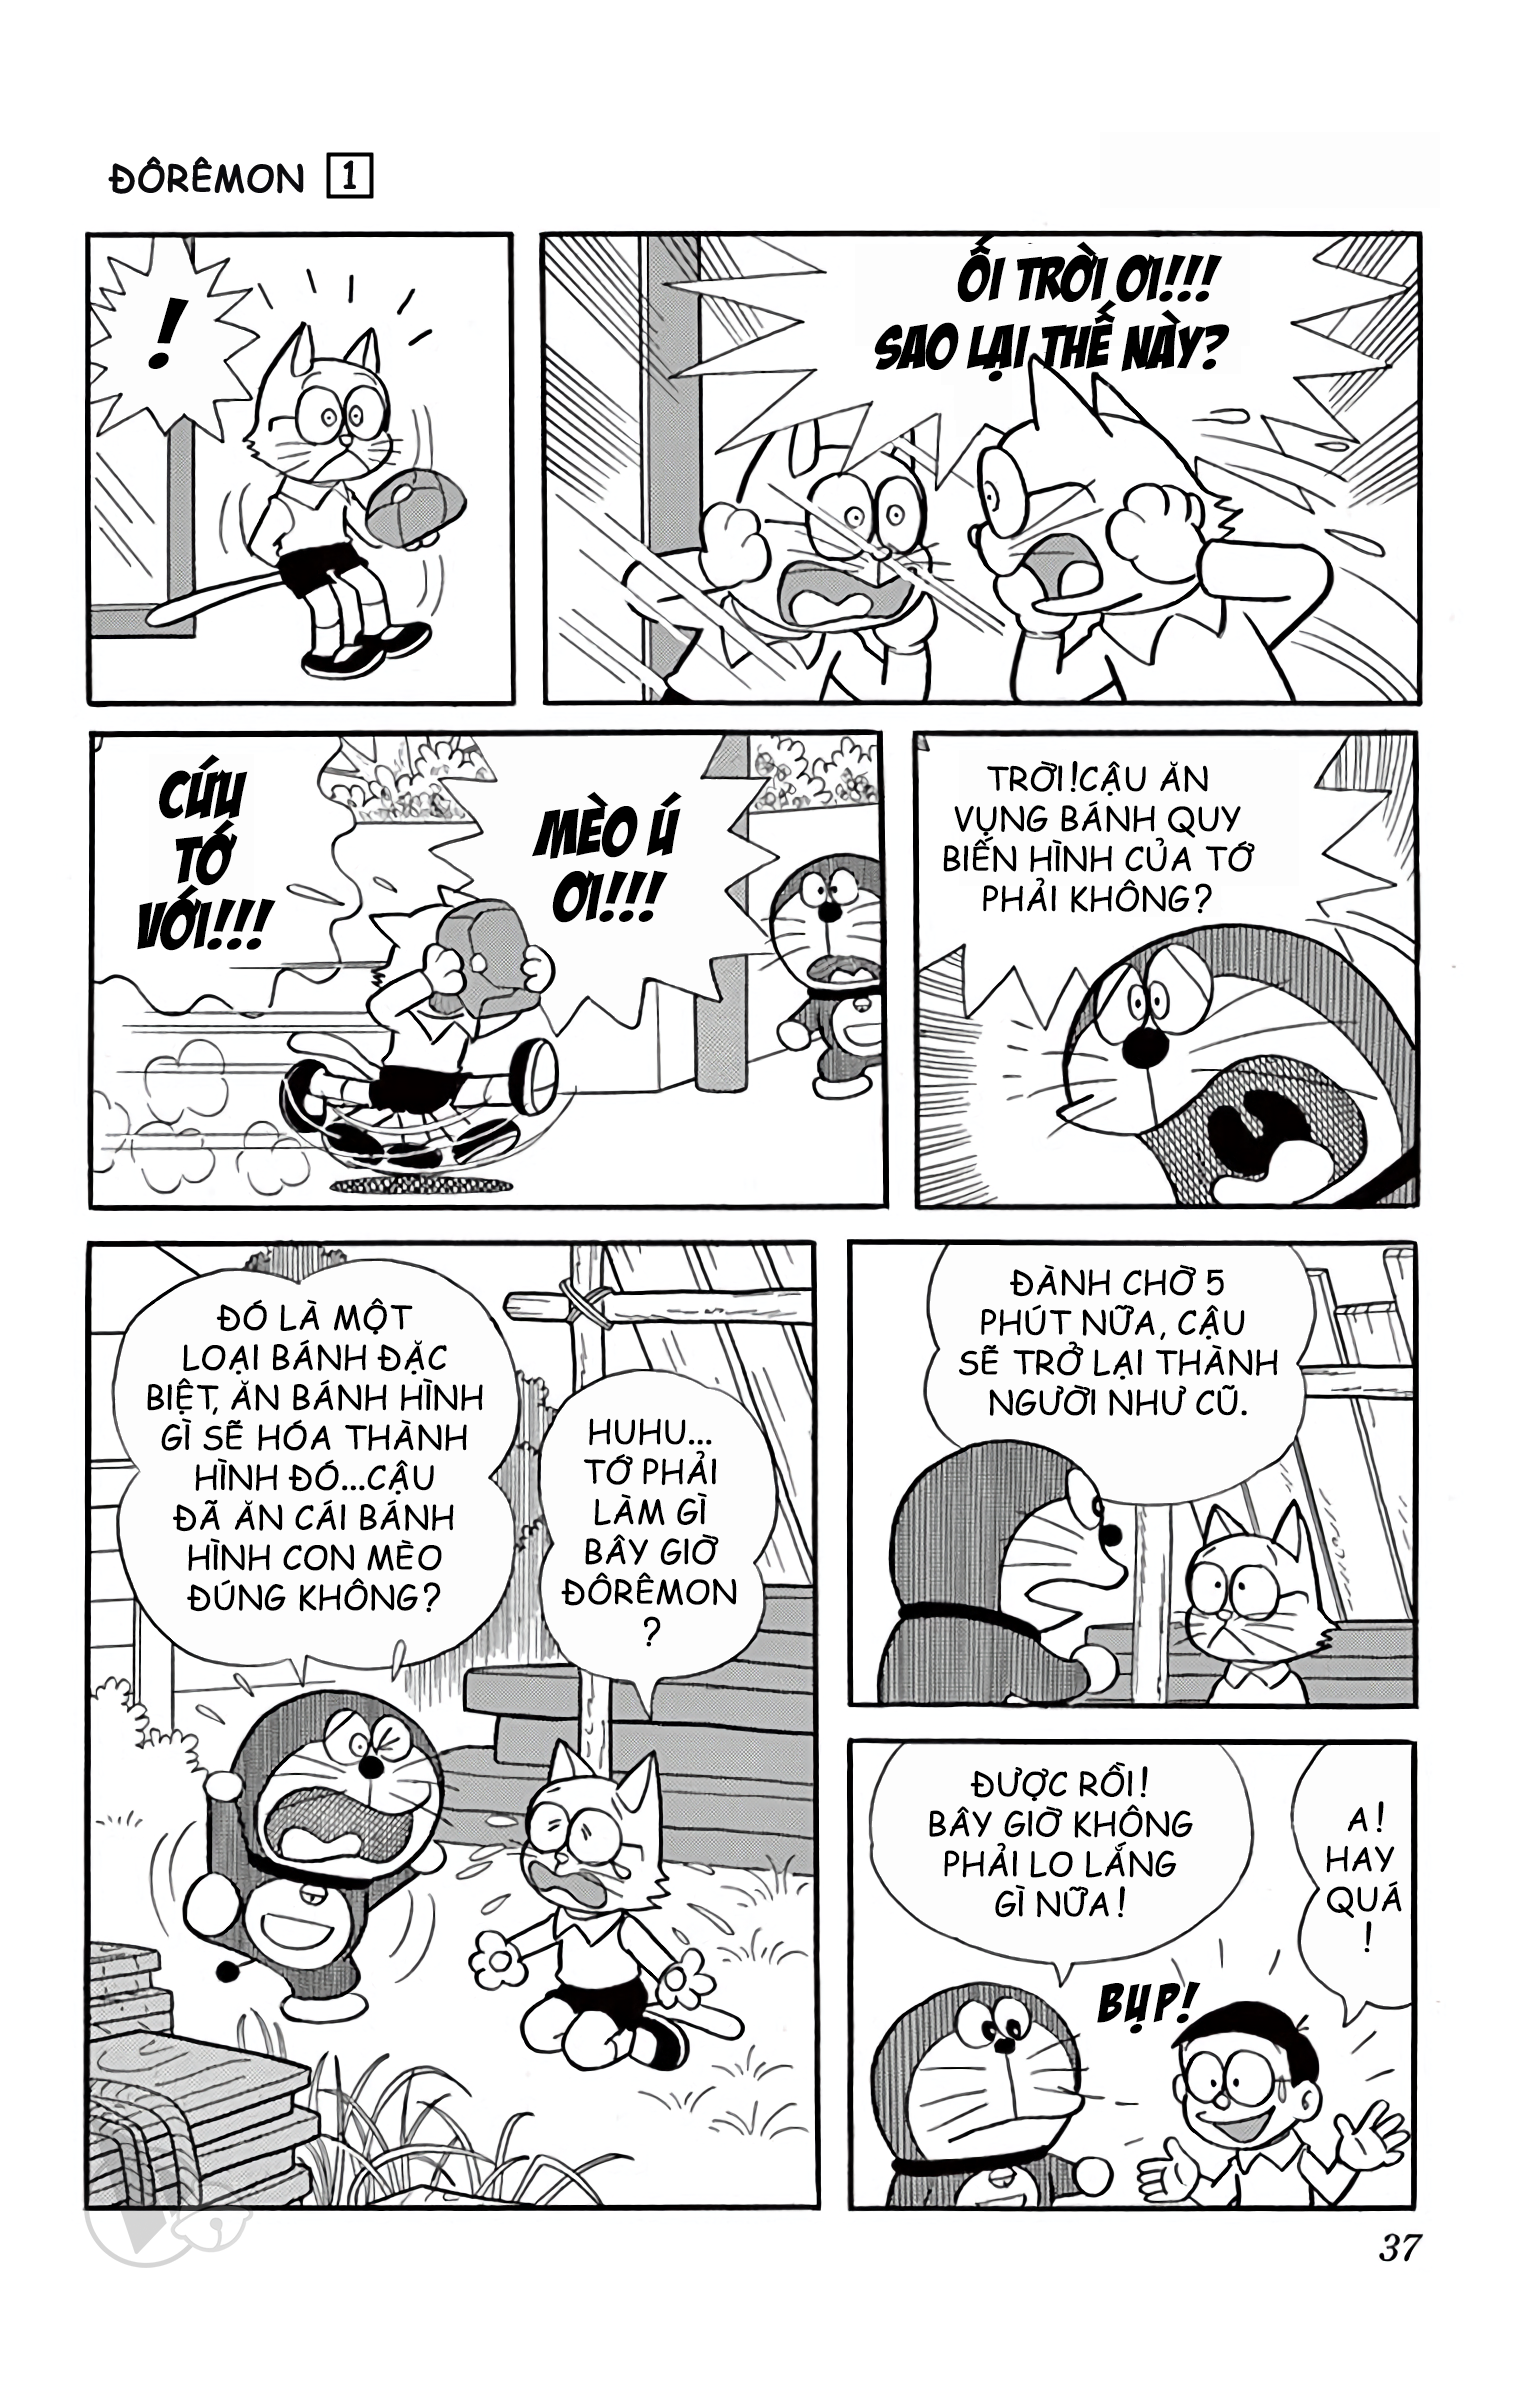 ĐÔRÊMON 1
!
ỐI TRỜI ƠI!!!
SAO LẠI THẾ NÀY?
CỨU
TỚ
VỚI!!!
MÈO Ú
ƠI!!!
TRỜI!CẬU ĂN
VỤNG BÁNH QUY
BIẾN HÌNH CỦA TỚ
PHẢI KHÔNG?
ĐÓ LÀ MỘT
LOẠI BÁNH ĐẶC
BIỆT, ĂN BÁNH HÌNH
GÌ SẼ HÓA THÀNH
HÌNH ĐÓ...CẬU
ĐÃ ĂN CÁI BÁNH
HÌNH CON MÈO
ĐÚNG KHÔNG?
HUHU...
TỚ PHẢI
LÀM GÌ
BÂY GIỜ
ĐÔRÊMON
?
ĐÀNH CHỜ 5
PHÚT NỮA, CẬU
SẼ TRỞ LẠI THÀNH
NGƯỜI NHƯ CŨ.
ĐƯỢC RỒI!
BÂY GIỜ KHÔNG
PHẢI LO LẮNG
GÌ NỮA!
BỤP!
A!
HAY
QUÁ
!
37